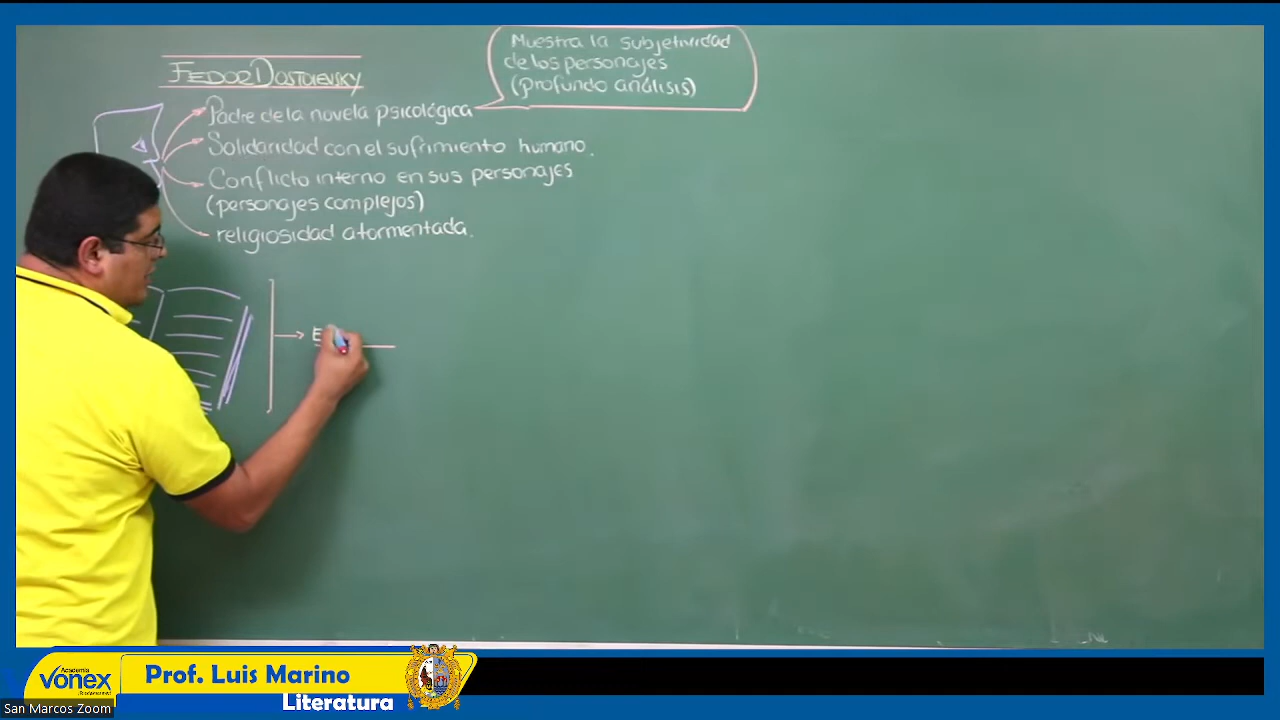 Muestra la subjetividad
de los personajes
(profundo análisis)
FEDOR DOSTOIEVSKY
Padre de la novela psicológica
Solidaridad con el sufrimiento humano.
Conflicto interno en sus personajes
(personajes complejos)
religiosidad atormentada.
E
Academia
VONEX
Prof. Luis Marino
Literatura
San Marcos Zoom